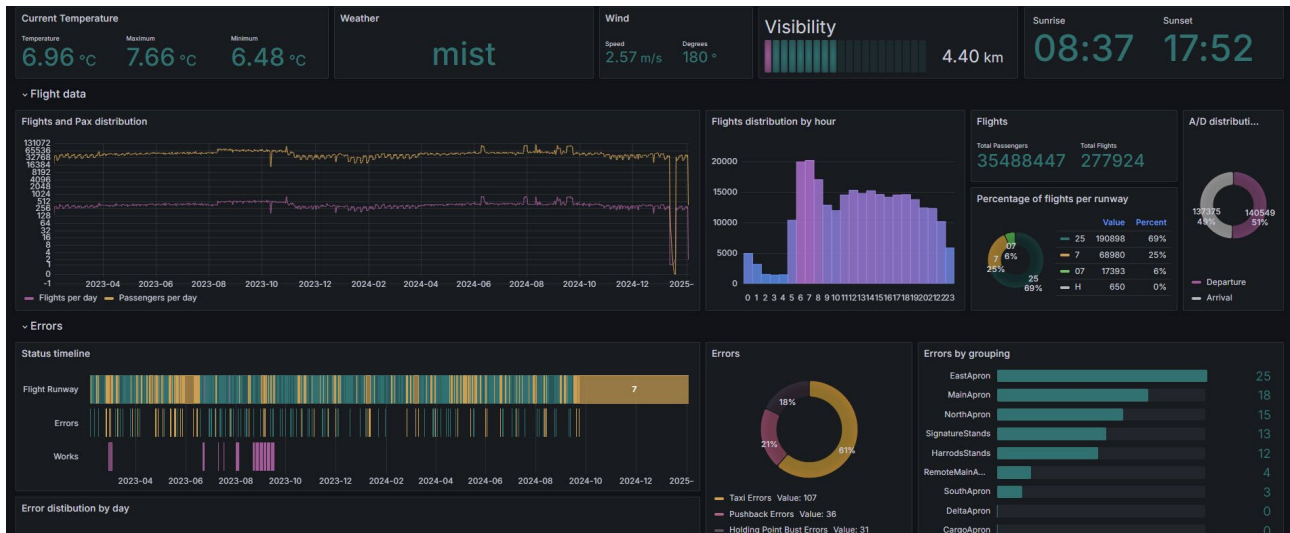 Current Temperature
Temperature Maximum Minimum
6.96 °C 7.66 °C 6.48 °C
Weather
mist
Wind
Speed Degrees
2.57 m/s 180 °
Visibility
4.40 km
Sunrise Sunset
08:37 17:52
Flight data
Flights and Pax distribution
131072
65536
32768
16384
8192
4096
2048
1024
512
256
128
64
32
16
8
4
2
1
0
-1
2023-04 2023-06 2023-08 2023-10 2023-12 2024-02 2024-04 2024-06 2024-08 2024-10 2024-12 2025-
Flights per day Passengers per day
Flights distribution by hour
20000
15000
10000
5000
0
0 1 2 3 4 5 6 7 8 9 10 11 12 13 14 15 16 17 18 19 20 21 22 23
Flights
Total Passengers Total Flights
35488447 277924
Percentage of flights per runway
Value Percent
25 190898 69%
7 68980 25%
07 17393 6%
H 650 0%
07
6%
7
25%
25
69%
A/D distributi...
137375
49%
140549
51%
Departure
Arrival
Errors
Status timeline
Flight Runway
7
Errors
Works
2023-04 2023-06 2023-08 2023-10 2023-12 2024-02 2024-04 2024-06 2024-08 2024-10 2024-12 2025-
Error distibution by day
Errors
18%
21%
61%
Taxi Errors Value: 107
Pushback Errors Value: 36
Holding Point Bust Errors Value: 31
Errors by grouping
EastApron 25
MainApron 18
NorthApron 15
SignatureStands 13
HarrodsStands 12
RemoteMainA... 4
SouthApron 3
DeltaApron 0
CargoApron 0